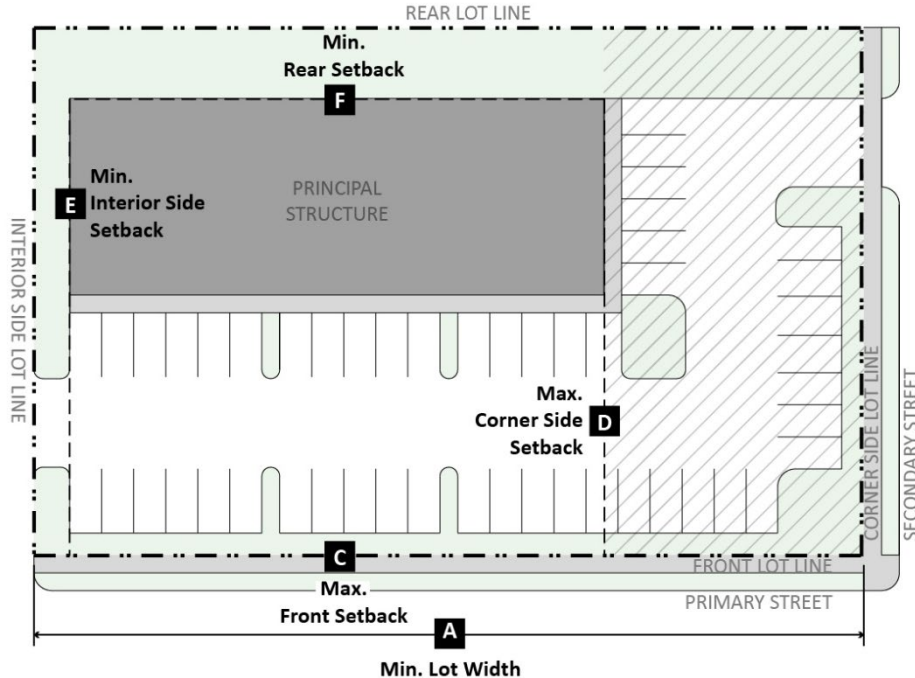 REAR LOT LINE
Min.
Rear Setback
F
Min.
Interior Side
Setback
E
PRINCIPAL
STRUCTURE
INTERIOR SIDE LOT LINE
Max.
Corner Side
Setback
D
CORNER SIDE LOT LINE
SECONDARY STREET
C
FRONT LOT LINE
Max.
Front Setback
PRIMARY STREET
A
Min. Lot Width